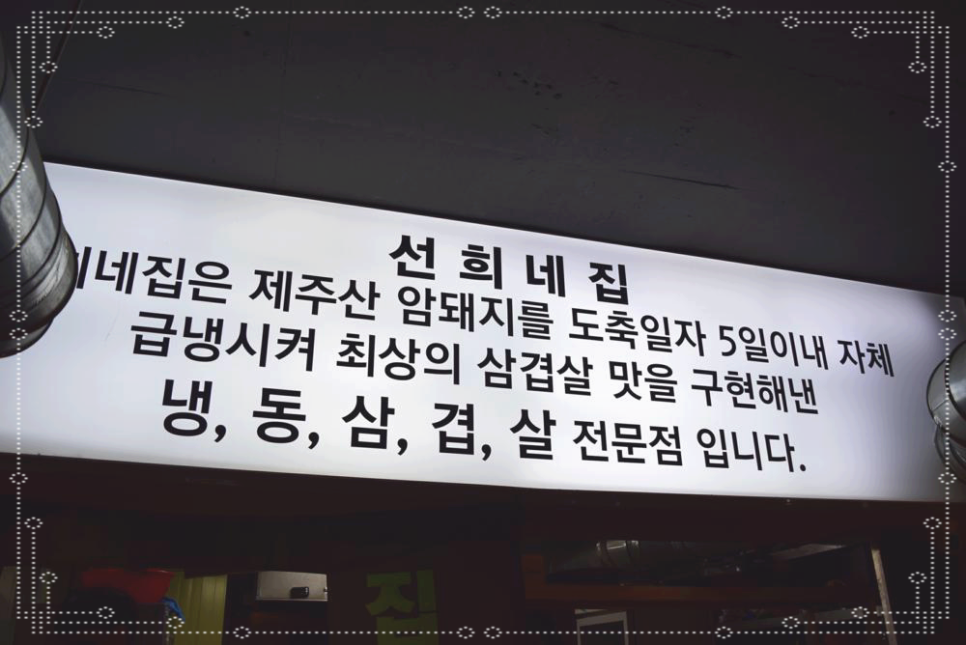 선희네집
희네집은 제주산 암돼지를 도축일자 5일이내 자체
급냉시켜 최상의 삼겹살 맛을 구현해낸
냉, 동, 삼, 겹, 살 전문점 입니다.
집